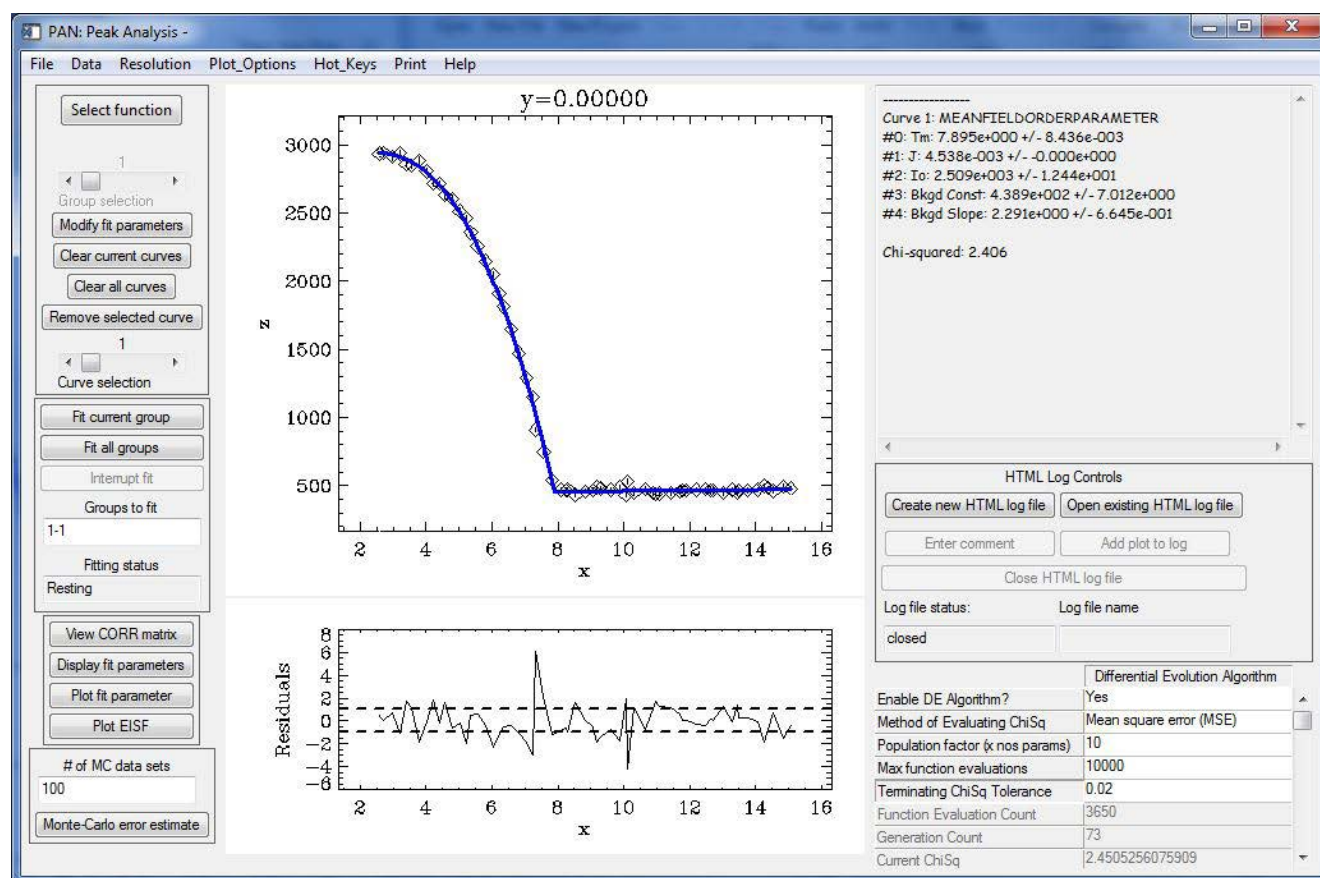 PAN: Peak Analysis -
File Data Resolution Plot_Options Hot_Keys Print Help
Select function
1
Group selection
Modify fit parameters
Clear current curves
Clear all curves
Remove selected curve
1
Curve selection
Fit current group
Fit all groups
Interrupt fit
Groups to fit
1-1
Fitting status
Resting
View CORR matrix
Display fit parameters
Plot fit parameter
Plot EISF
# of MC data sets
100
Monte-Carlo error estimate
y=0.00000
3000
2500
2000
1500
1000
500
z
2 4 6 8 10 12 14 16
x
8
6
4
2
0
-2
-4
-6
Residuals
2 4 6 8 10 12 14 16
x
----------------
Curve 1: MEANFIELDORDERPARAMETER
#0: Tm: 7.895e+000 +/- 8.436e-003
#1: J: 4.538e-003 +/- -0.000e+000
#2: Io: 2.509e+003 +/- 1.244e+001
#3: Bkgd Const: 4.389e+002 +/- 7.012e+000
#4: Bkgd Slope: 2.291e+000 +/- 6.645e-001
Chi-squared: 2.406
HTML Log Controls
Create new HTML log file Open existing HTML log file
Enter comment Add plot to log
Close HTML log file
Log file status: Log file name
closed
Differential Evolution Algorithm
Enable DE Algorithm? Yes
Method of Evaluating ChiSq Mean square error (MSE)
Population factor (x nos params) 10
Max function evaluations 10000
Terminating ChiSq Tolerance 0.02
Function Evaluation Count 3650
Generation Count 73
Current ChiSq 2.4505256075909